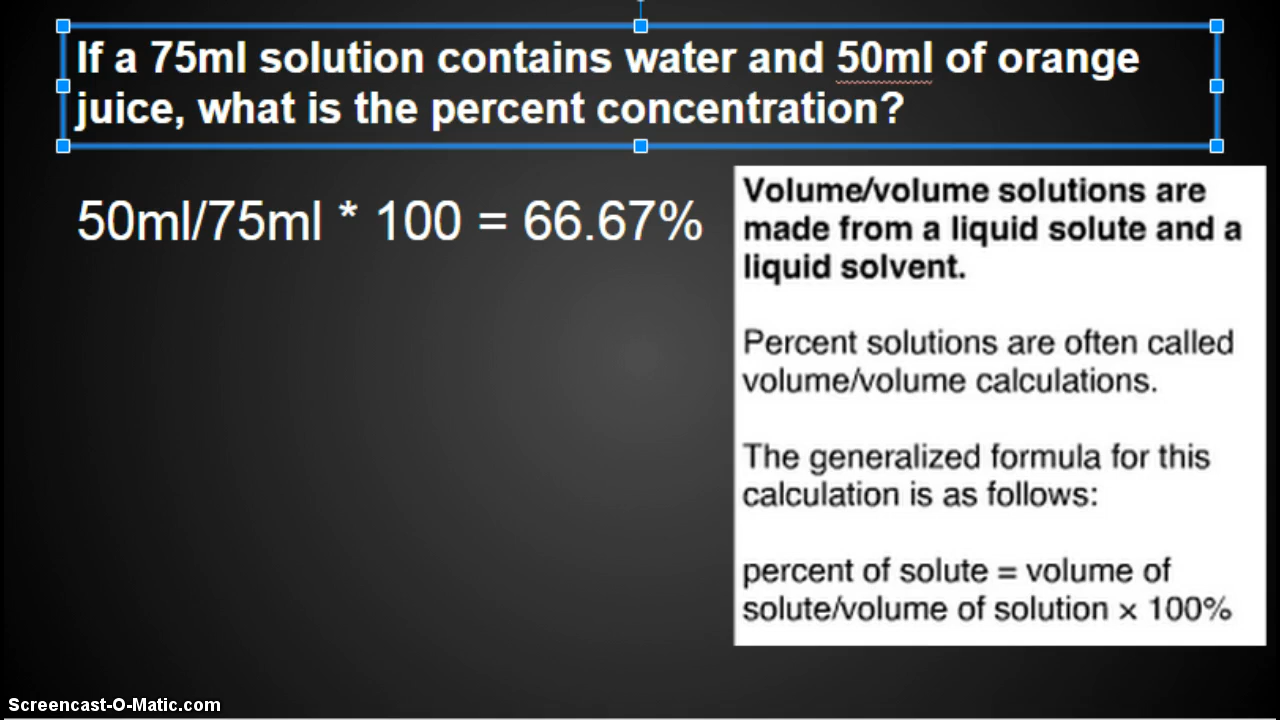 If a 75ml solution contains water and 50ml of orange
juice, what is the percent concentration?
50ml/75ml * 100 = 66.67%
Volume/volume solutions are
made from a liquid solute and a
liquid solvent.
Percent solutions are often called
volume/volume calculations.
The generalized formula for this
calculation is as follows:
percent of solute = volume of
solute/volume of solution × 100%
Screencast-O-Matic.com